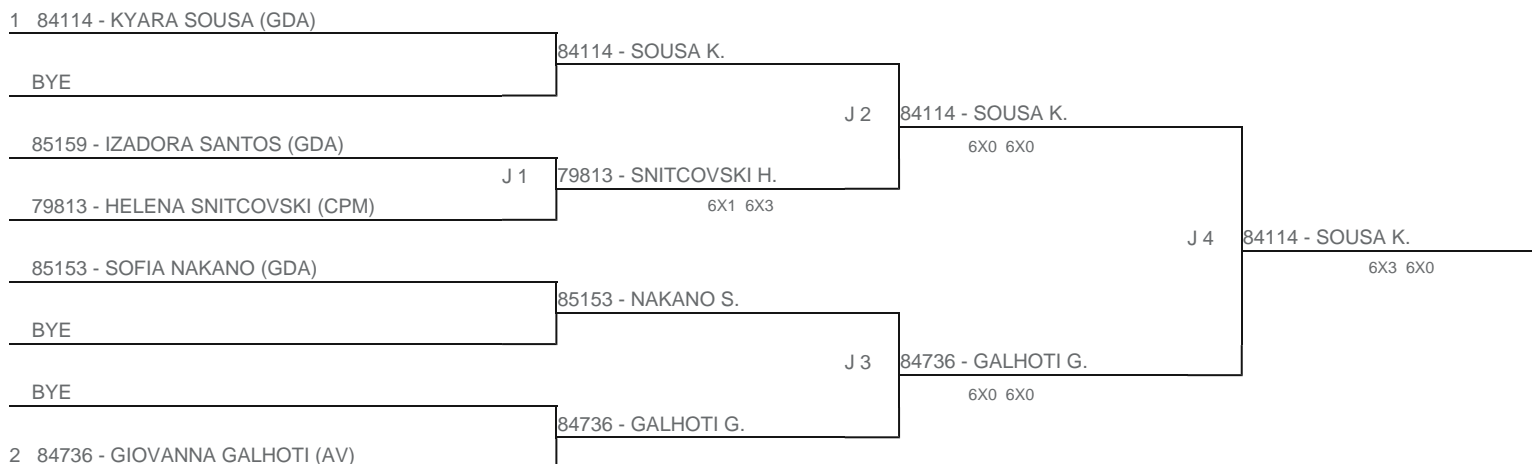 1 84114 - KYARA SOUSA (GDA)
84114 - SOUSA K.
BYE
J 2 84114 - SOUSA K.
6X0 6X0
85159 - IZADORA SANTOS (GDA)
J 1 79813 - SNITCOVSKI H.
6X1 6X3
79813 - HELENA SNITCOVSKI (CPM)
J 4 84114 - SOUSA K.
6X3 6X0
85153 - SOFIA NAKANO (GDA)
85153 - NAKANO S.
BYE
J 3 84736 - GALHOTI G.
6X0 6X0
BYE
84736 - GALHOTI G.
2 84736 - GIOVANNA GALHOTI (AV)